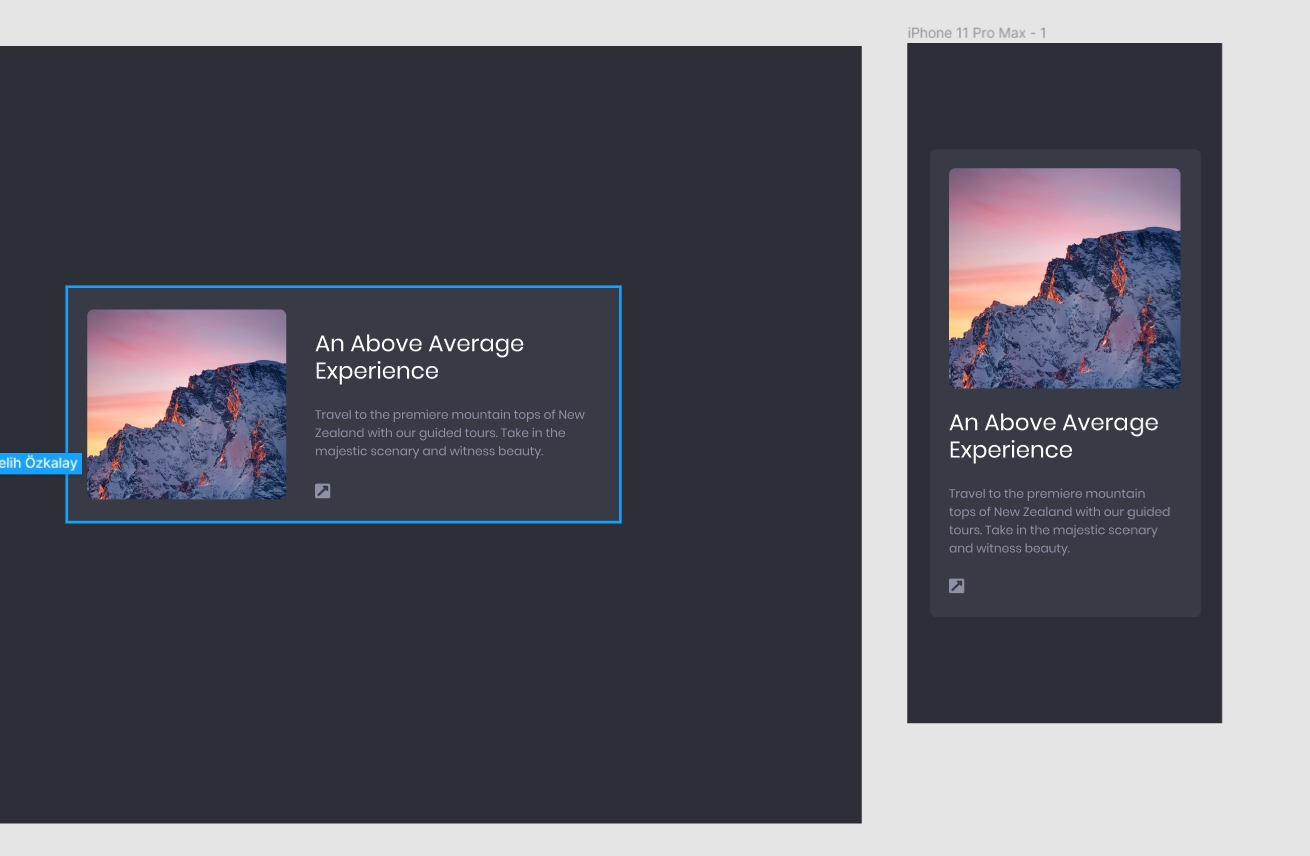 iPhone 11 Pro Max - 1
An Above Average
Experience
Travel to the premiere mountain tops of New
Zealand with our guided tours. Take in the
majestic scenary and witness beauty.
elih Özkalay
An Above Average
Experience
Travel to the premiere mountain
tops of New Zealand with our guided
tours. Take in the majestic scenary
and witness beauty.